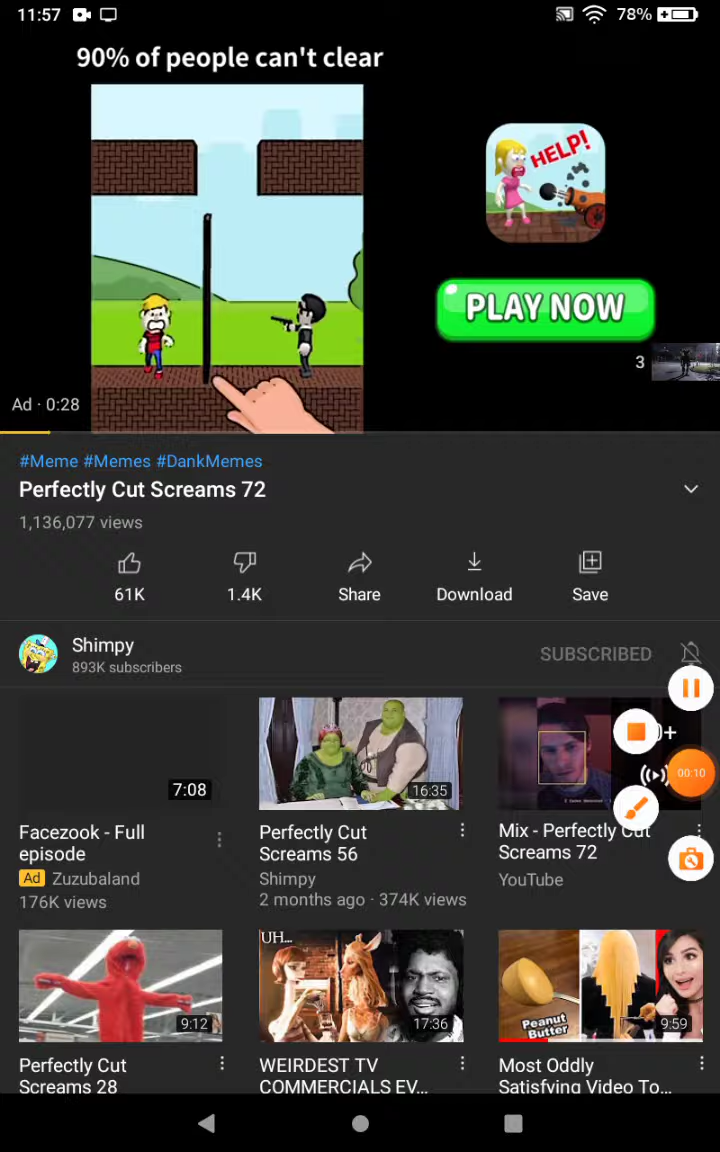 11:57
78%
90% of people can't clear
HELP!
PLAY NOW
3
Ad · 0:28
#Meme #Memes #DankMemes
Perfectly Cut Screams 72
1,136,077 views
61K
1.4K
Share
Download
Save
Shimpy
893K subscribers
SUBSCRIBED
7:08
16:35
00:10
Facezook - Full
episode
Ad Zuzubaland
176K views
Perfectly Cut
Screams 56
Shimpy
2 months ago · 374K views
Mix - Perfectly Cut
Screams 72
YouTube
9:12
UH...
17:36
Peanut
Butter
9:59
Perfectly Cut
Screams 28
WEIRDEST TV
COMMERCIALS EV...
Most Oddly
Satisfying Video To...